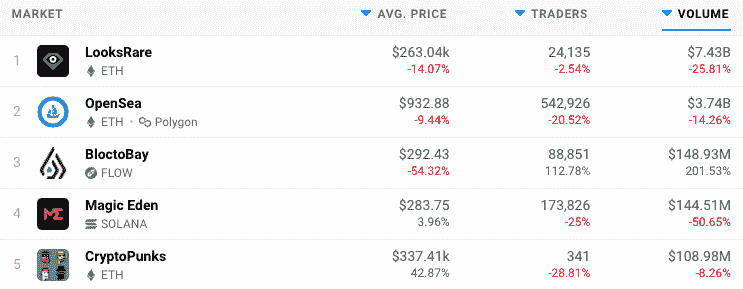 MARKET AVG. PRICE TRADERS VOLUME
1 LooksRare $263.04k 24,135 $7.43B
ETH -14.07% -2.54% -25.81%
2 OpenSea $932.88 542,926 $3.74B
ETH · Polygon -9.44% -20.52% -14.26%
3 BloctoBay $292.43 88,851 $148.93M
FLOW -54.32% 112.78% 201.53%
4 Magic Eden $283.75 173,826 $144.51M
SOLANA 3.96% -25% -50.65%
5 CryptoPunks $337.41k 341 $108.98M
ETH 42.87% -28.81% -8.26%